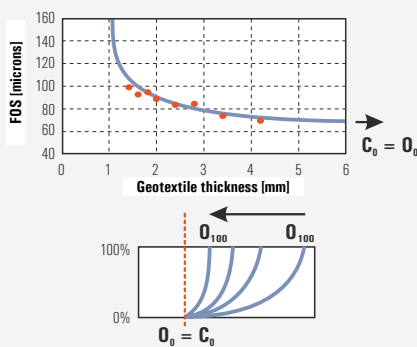 160
140
120
100
80
60
40
FOS [microns]
0 1 2 3 4 5 6
Geotextile thickness [mm]
C₀ = O₀
O₁₀₀ O₁₀₀
100%
0%
O₀ = C₀